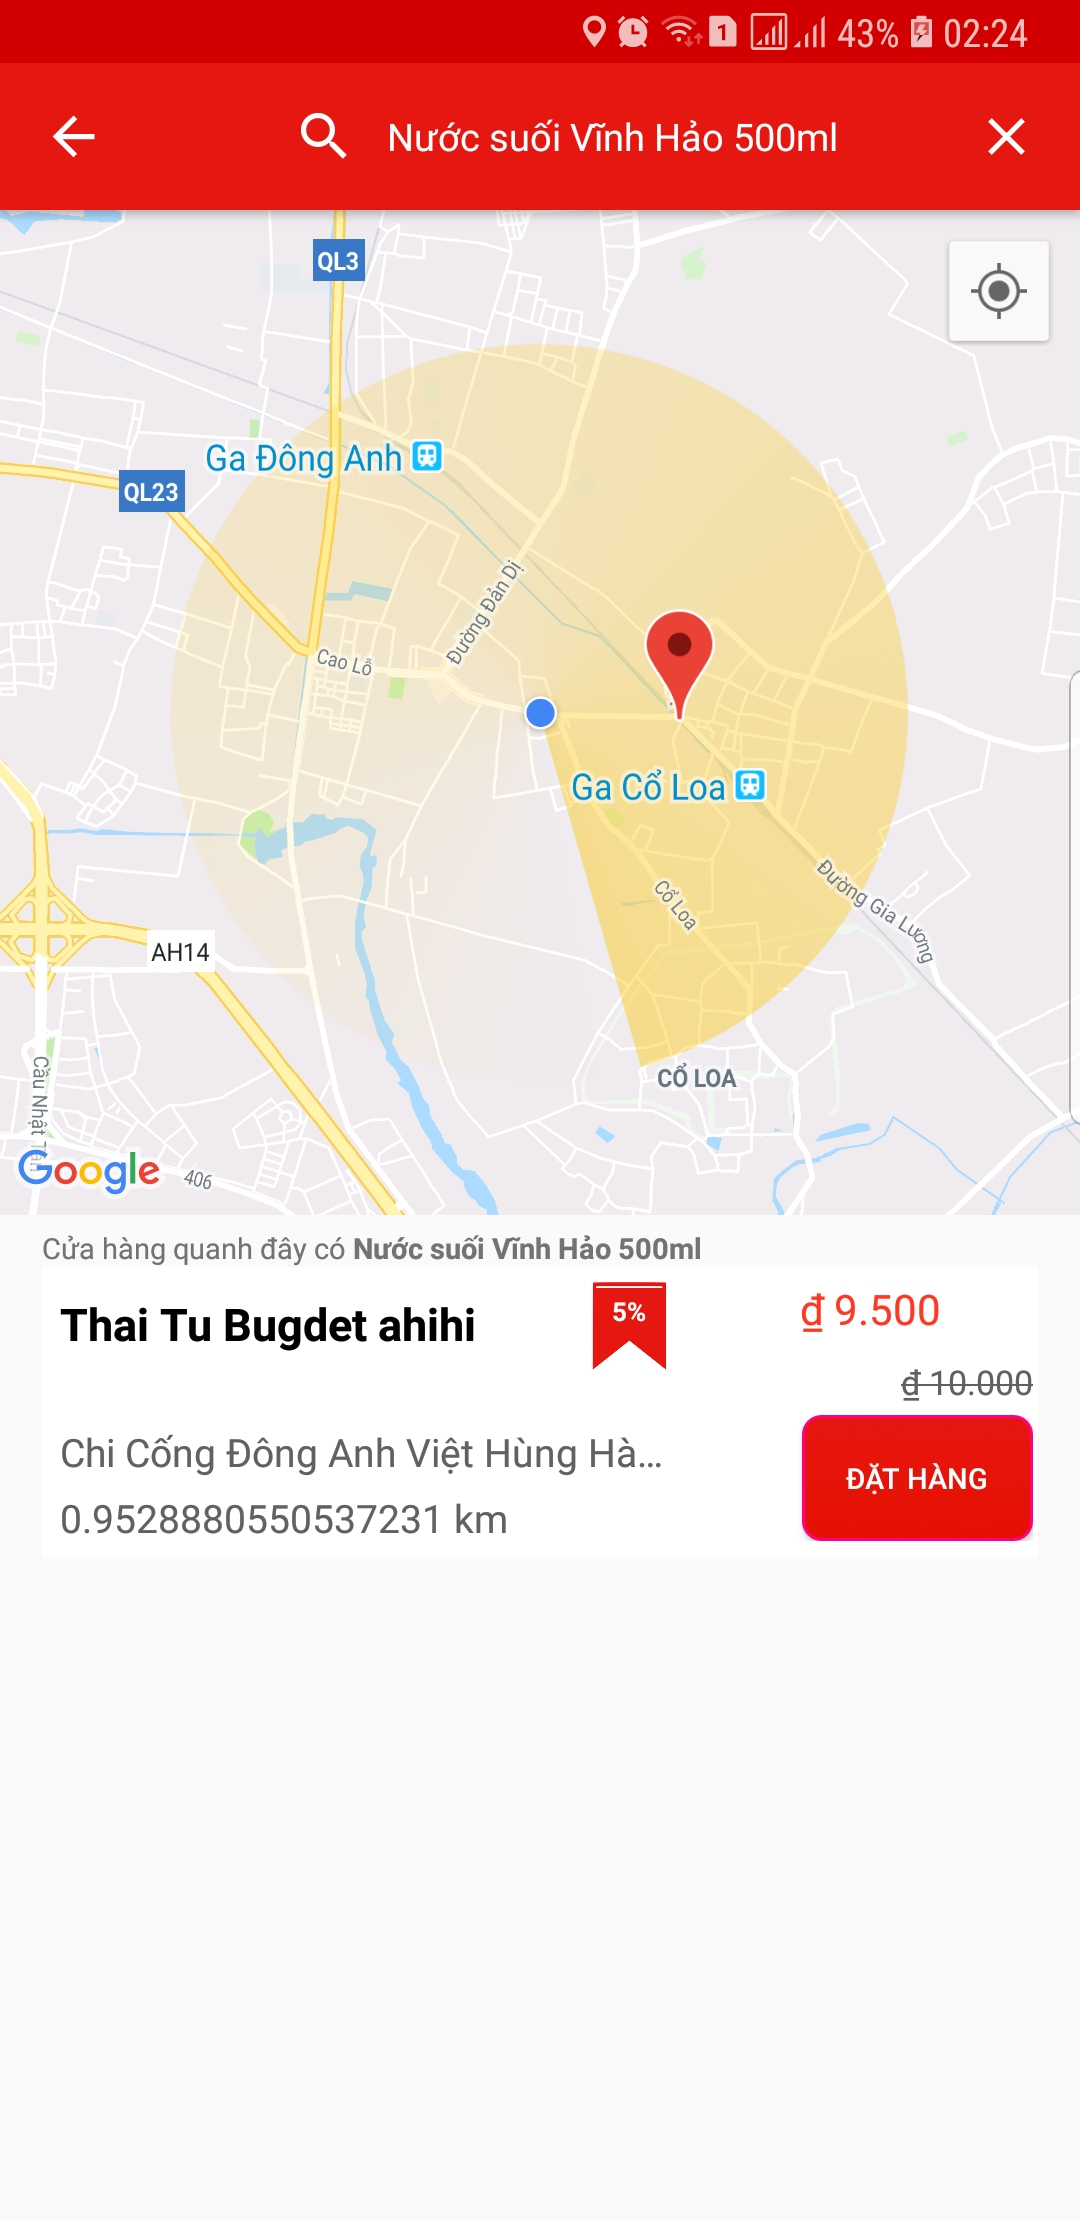 1 43% 02:24
Nước suối Vĩnh Hảo 500ml
QL3
Ga Đông Anh
QL23
Đường Đản Dị
Cao Lỗ
Ga Cổ Loa
Cổ Loa
Đường Gia Lương
AH14
CỔ LOA
Cầu Nhật
Google
406
Cửa hàng quanh đây có Nước suối Vĩnh Hảo 500ml
Thai Tu Bugdet ahihi
5%
₫ 9.500
₫ 10.000
Chi Cống Đông Anh Việt Hùng Hà...
ĐẶT HÀNG
0.9528880550537231 km